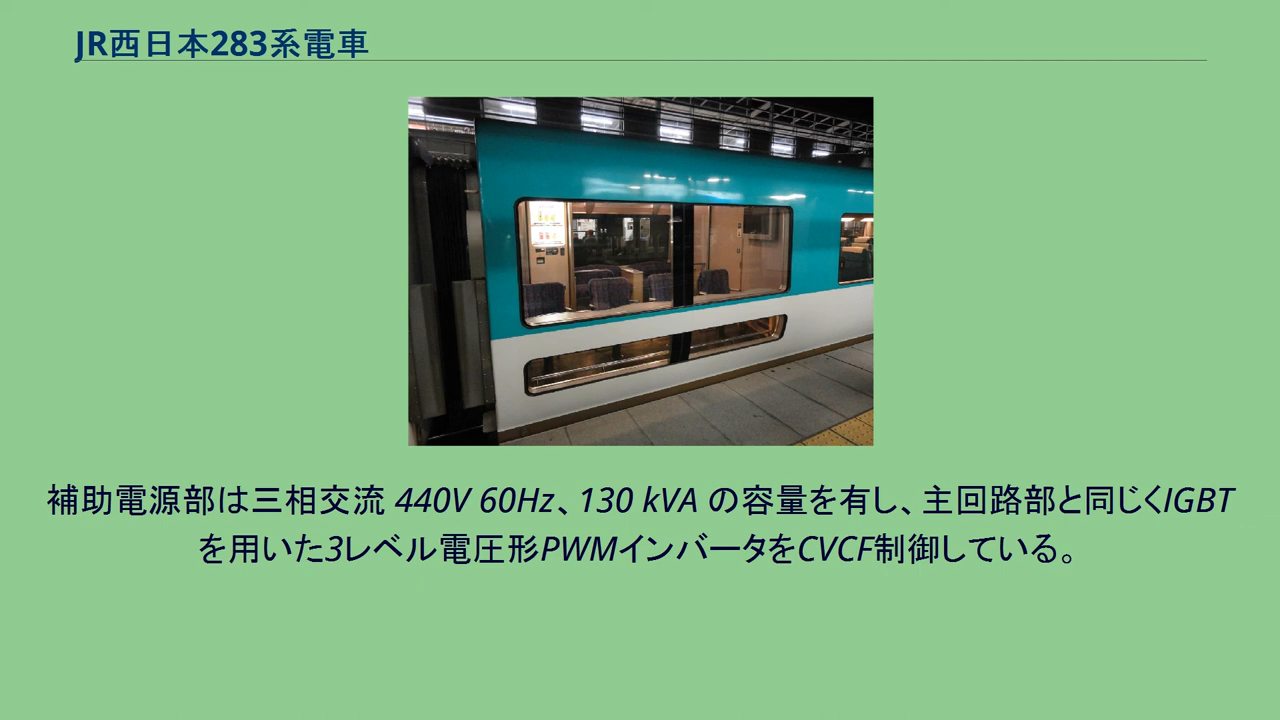 JR西日本283系電車
補助電源部は三相交流 440V 60Hz、130 kVA の容量を有し、主回路部と同じくIGBT
を用いた3レベル電圧形PWMインバータをCVCF制御している。